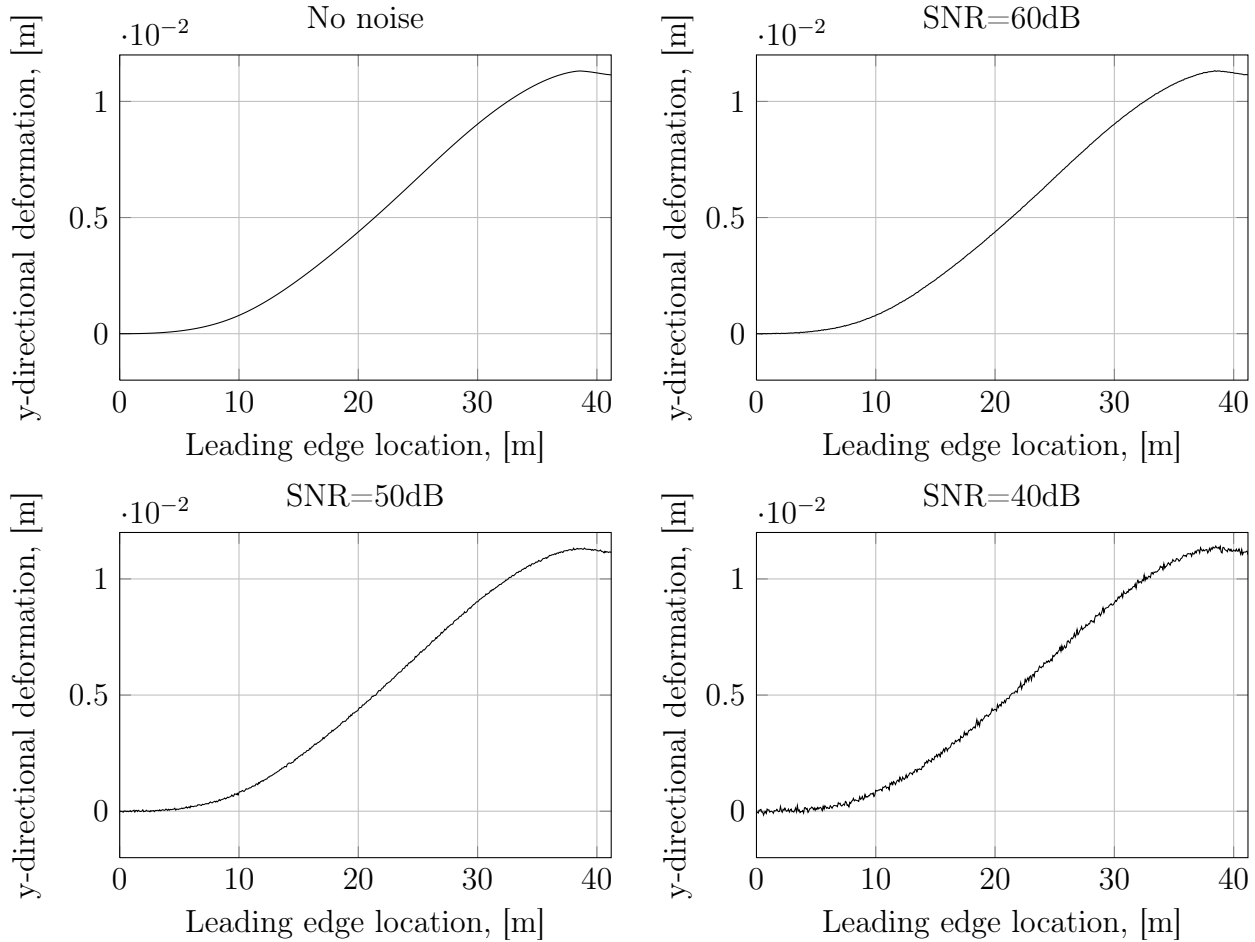 No noise
·10⁻²
y-directional deformation, [m]
1
0.5
0
0 10 20 30 40
Leading edge location, [m]
SNR=60dB
·10⁻²
y-directional deformation, [m]
1
0.5
0
0 10 20 30 40
Leading edge location, [m]
SNR=50dB
·10⁻²
y-directional deformation, [m]
1
0.5
0
0 10 20 30 40
Leading edge location, [m]
SNR=40dB
·10⁻²
y-directional deformation, [m]
1
0.5
0
0 10 20 30 40
Leading edge location, [m]